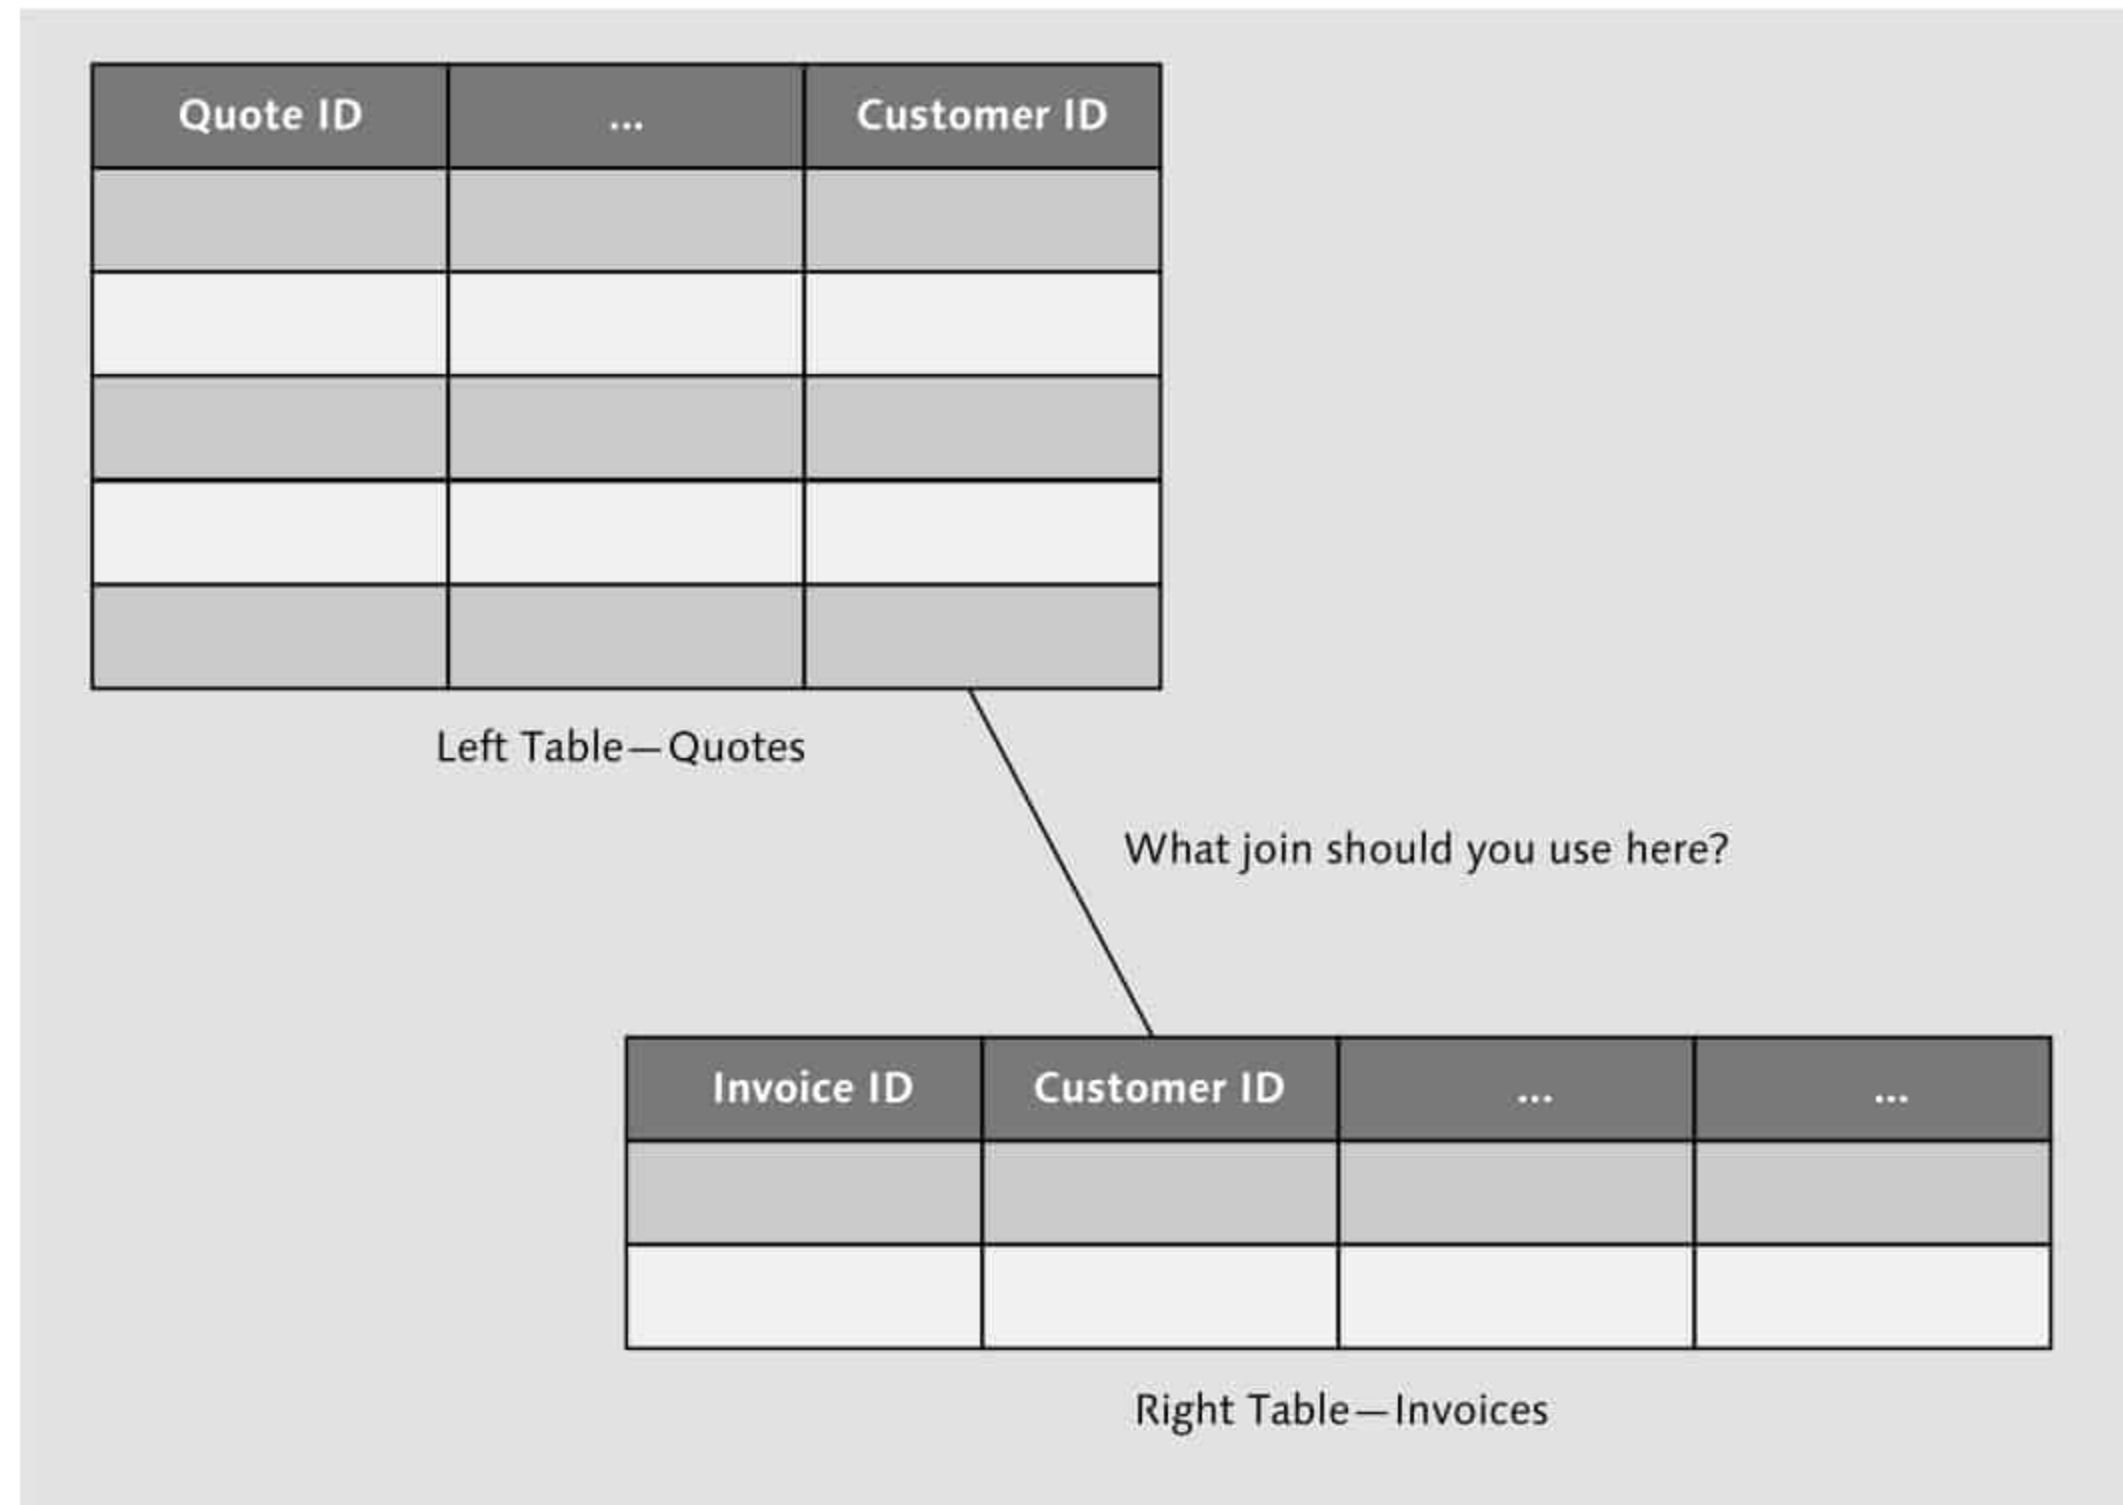 Quote ID ... Customer ID
Left Table—Quotes
What join should you use here?
Invoice ID Customer ID ... ...
Right Table—Invoices